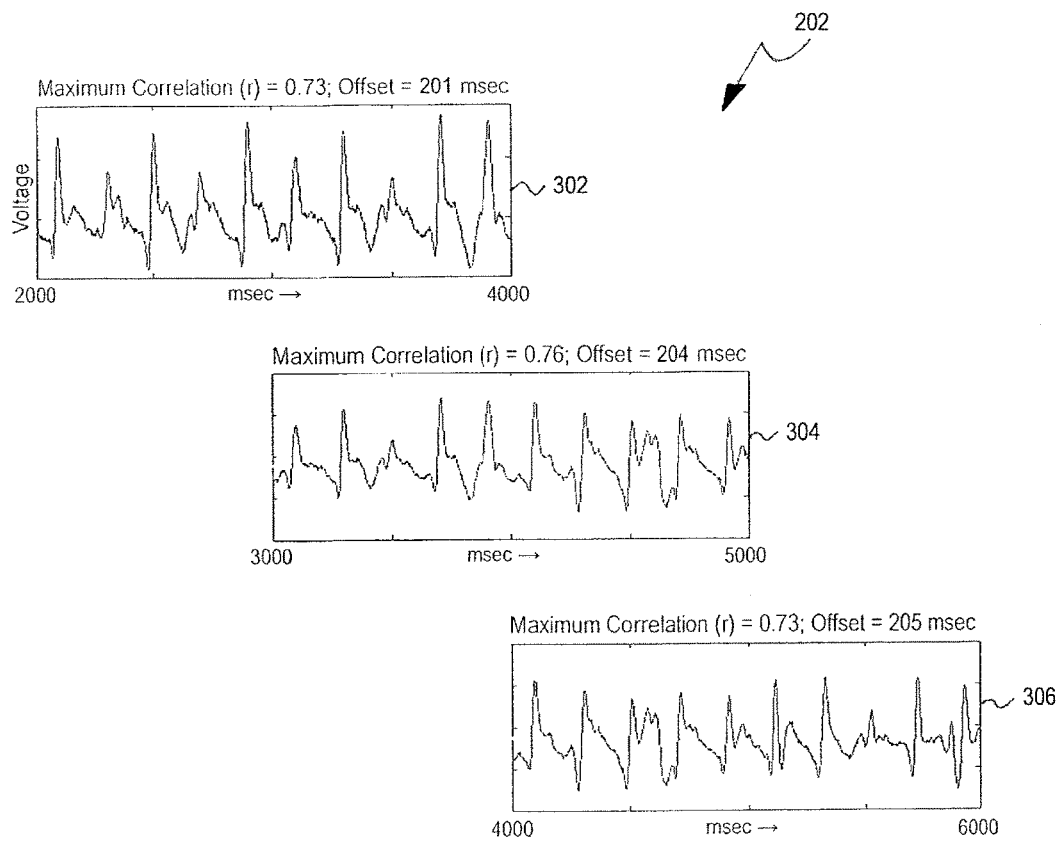 202
Maximum Correlation (r) = 0.73; Offset = 201 msec
Voltage
302
2000 msec → 4000
Maximum Correlation (r) = 0.76; Offset = 204 msec
304
3000 msec → 5000
Maximum Correlation (r) = 0.73; Offset = 205 msec
306
4000 msec → 6000